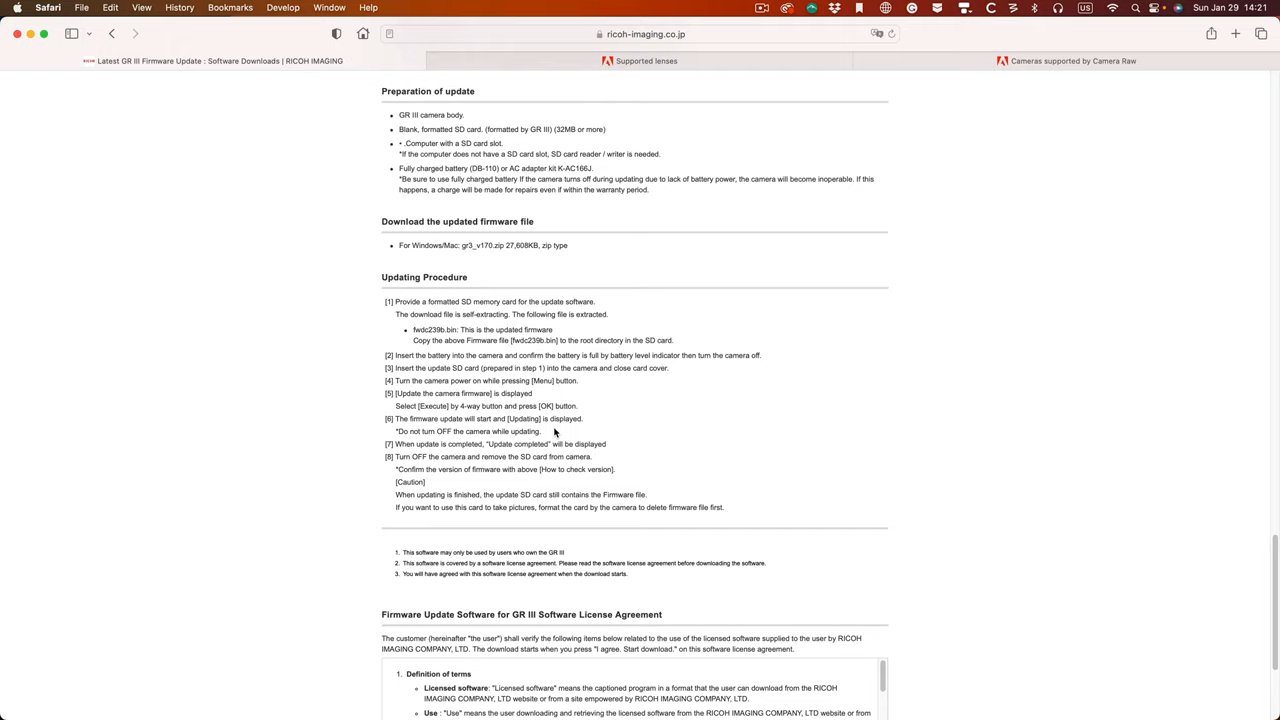 Safari File Edit View History Bookmarks Develop Window Help Sun Jan 29 14:21
ricoh-imaging.co.jp
RICOH Latest GR III Firmware Update : Software Downloads | RICOH IMAGING Supported lenses Cameras supported by Camera Raw
Preparation of update
• GR III camera body.
• Blank, formatted SD card. (formatted by GR III) (32MB or more)
• • .Computer with a SD card slot.
*If the computer does not have a SD card slot, SD card reader / writer is needed.
• Fully charged battery (DB-110) or AC adapter kit K-AC166J.
*Be sure to use fully charged battery If the camera turns off during updating due to lack of battery power, the camera will become inoperable. If this
happens, a charge will be made for repairs even if within the warranty period.
Download the updated firmware file
• For Windows/Mac: gr3_v170.zip 27,608KB, zip type
Updating Procedure
[1] Provide a formatted SD memory card for the update software.
The download file is self-extracting. The following file is extracted.
• fwdc239b.bin: This is the updated firmware
Copy the above Firmware file [fwdc239b.bin] to the root directory in the SD card.
[2] Insert the battery into the camera and confirm the battery is full by battery level indicator then turn the camera off.
[3] Insert the update SD card (prepared in step 1) into the camera and close card cover.
[4] Turn the camera power on while pressing [Menu] button.
[5] [Update the camera firmware] is displayed
Select [Execute] by 4-way button and press [OK] button.
[6] The firmware update will start and [Updating] is displayed.
*Do not turn OFF the camera while updating.
[7] When update is completed, "Update completed" will be displayed
[8] Turn OFF the camera and remove the SD card from camera.
*Confirm the version of firmware with above [How to check version].
[Caution]
When updating is finished, the update SD card still contains the Firmware file.
If you want to use this card to take pictures, format the card by the camera to delete firmware file first.
1. This software may only be used by users who own the GR III
2. This software is covered by a software license agreement. Please read the software license agreement before downloading the software.
3. You will have agreed with this software license agreement when the download starts.
Firmware Update Software for GR III Software License Agreement
The customer (hereinafter "the user") shall verify the following items below related to the use of the licensed software supplied to the user by RICOH
IMAGING COMPANY, LTD. The download starts when you press "I agree. Start download." on this software license agreement.
1. Definition of terms
Licensed software: "Licensed software" means the captioned program in a format that the user can download from the RICOH
IMAGING COMPANY, LTD website or from a site empowered by RICOH IMAGING COMPANY, LTD.
Use : "Use" means the user downloading and retrieving the licensed software from the RICOH IMAGING COMPANY, LTD website or from